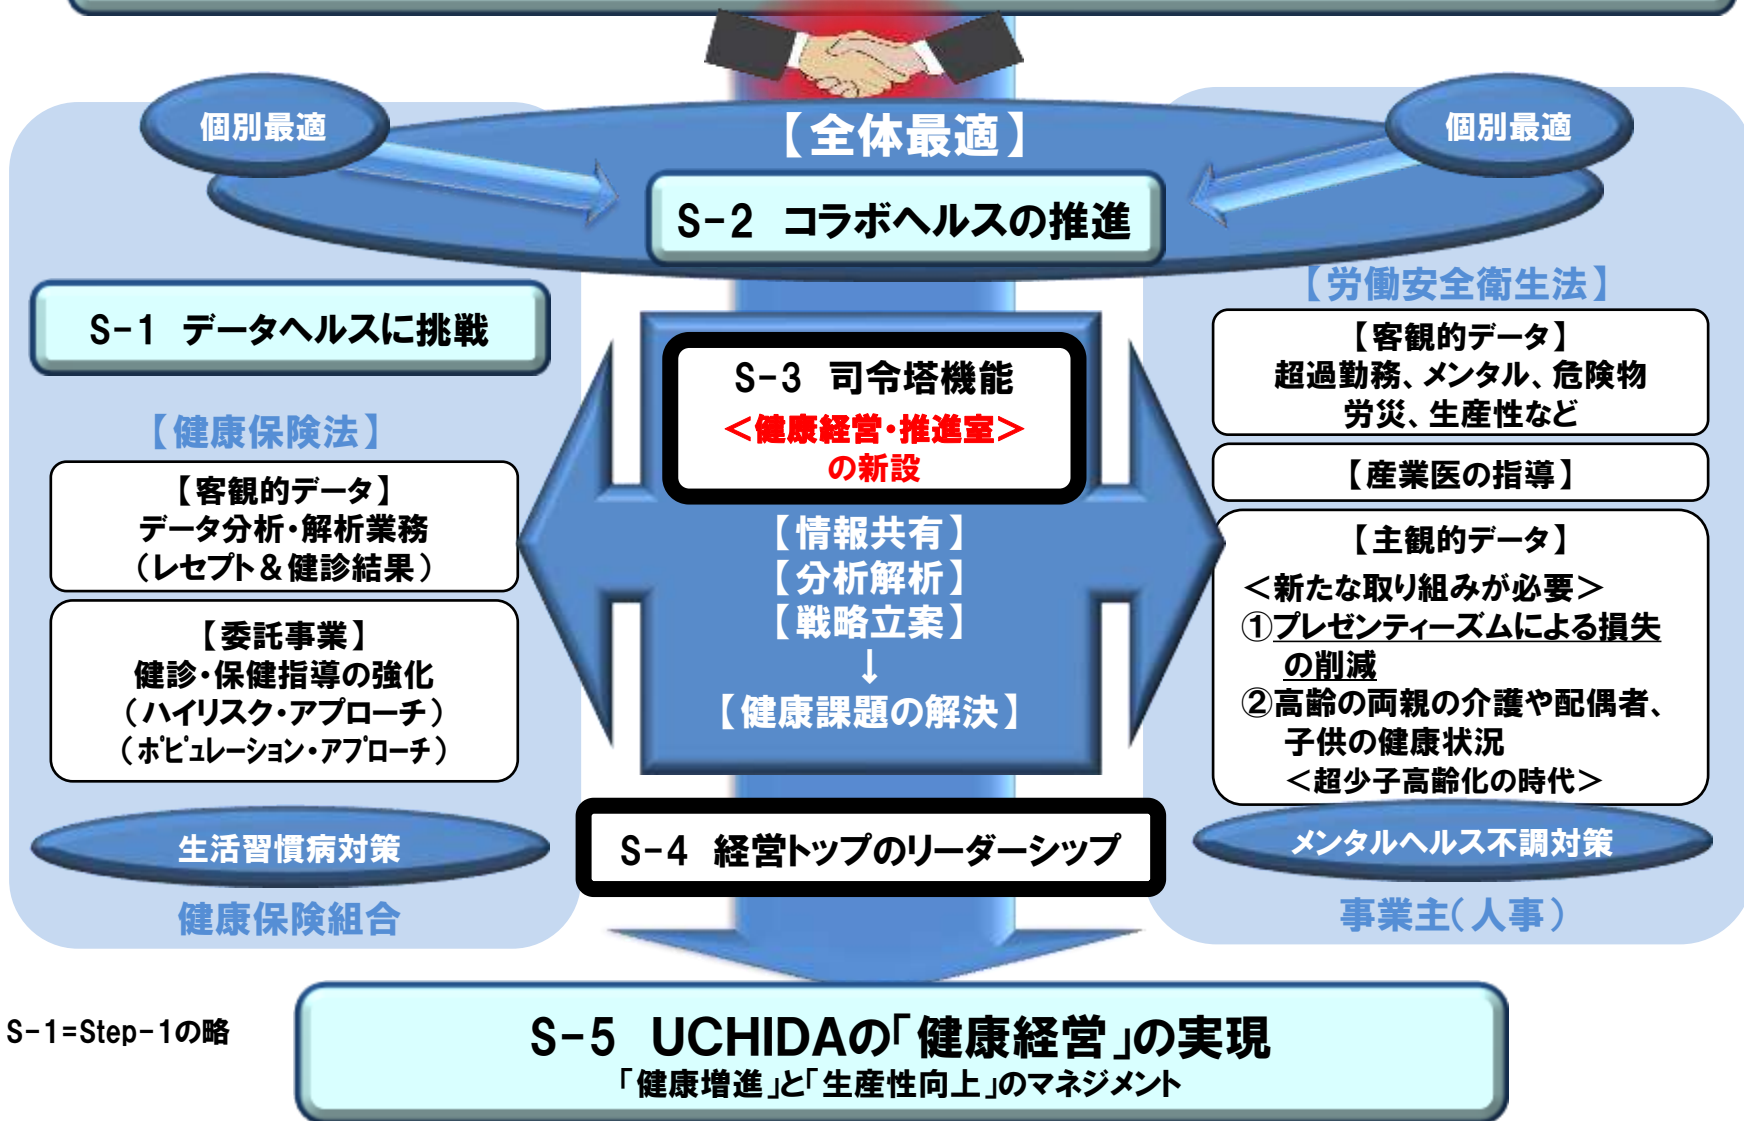 個別最適
【全体最適】
個別最適
S-2 コラボヘルスの推進
S-1 データヘルスに挑戦
【健康保険法】
【客観的データ】
データ分析・解析業務
（レセプト＆健診結果）
【委託事業】
健診・保健指導の強化
（ハイリスク・アプローチ）
（ポピュレーション・アプローチ）
生活習慣病対策
健康保険組合
S-3 司令塔機能
＜健康経営・推進室＞
の新設
【情報共有】
【分析解析】
【戦略立案】
↓
【健康課題の解決】
S-4 経営トップのリーダーシップ
【労働安全衛生法】
【客観的データ】
超過勤務、メンタル、危険物
労災、生産性など
【産業医の指導】
【主観的データ】
＜新たな取り組みが必要＞
①プレゼンティーズムによる損失
の削減
②高齢の両親の介護や配偶者、
子供の健康状況
＜超少子高齢化の時代＞
メンタルヘルス不調対策
事業主（人事）
S-1=Step-1の略
S-5 UCHIDAの「健康経営」の実現
「健康増進」と「生産性向上」のマネジメント